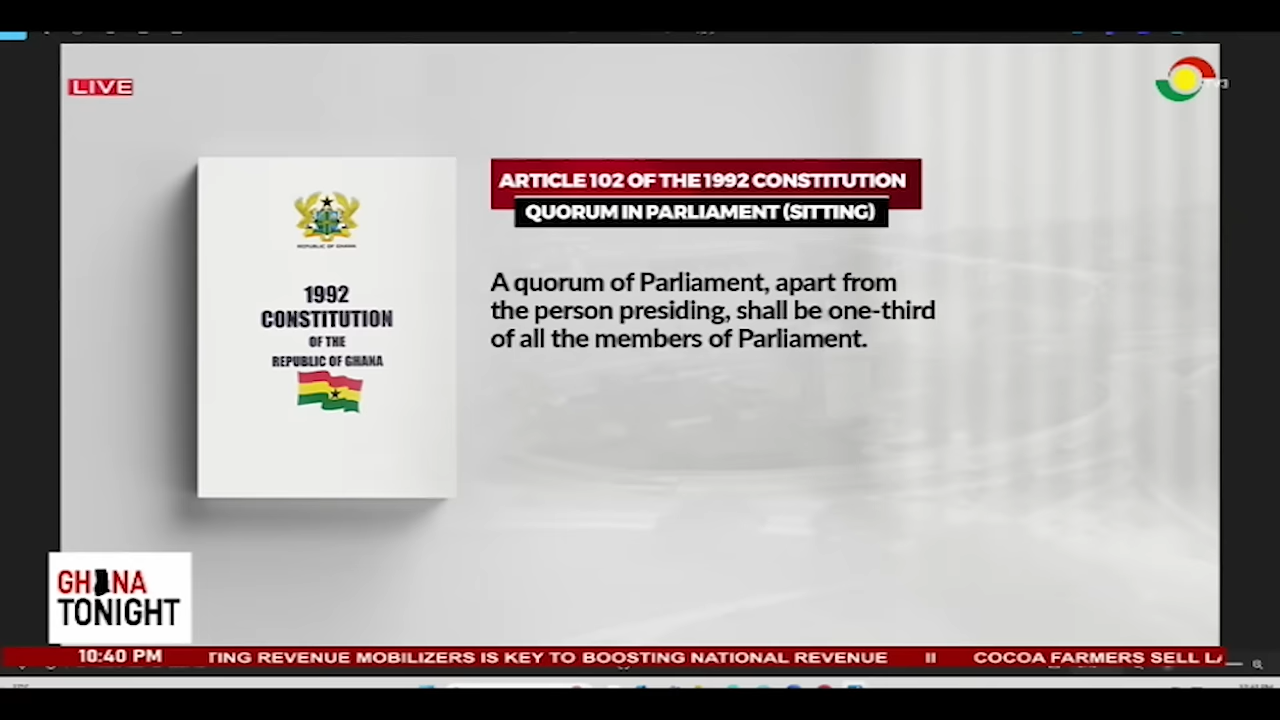 LIVE
TV3
ARTICLE 102 OF THE 1992 CONSTITUTION
QUORUM IN PARLIAMENT (SITTING)
REPUBLIC OF GHANA
1992
CONSTITUTION
OF THE
REPUBLIC OF GHANA
A quorum of Parliament, apart from
the person presiding, shall be one-third
of all the members of Parliament.
GHANA
TONIGHT
10:40 PM TING REVENUE MOBILIZERS IS KEY TO BOOSTING NATIONAL REVENUE II COCOA FARMERS SELL